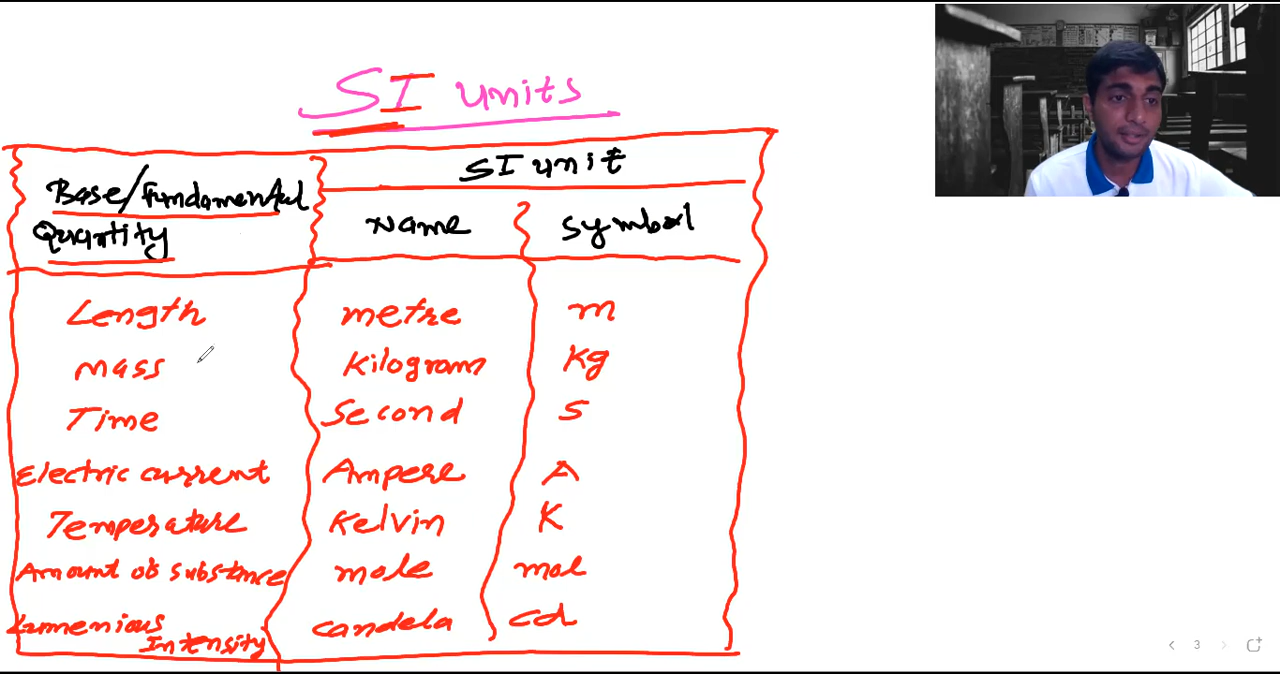 SI units
Base/Fundamental
Quantity
SI unit
Name
Symbol
Length metre m
Mass Kilogram Kg
Time Second S
Electric current Ampere A
Temperature Kelvin K
Amount of substance mole mol
Lumenious
Intensity
candela cd
3